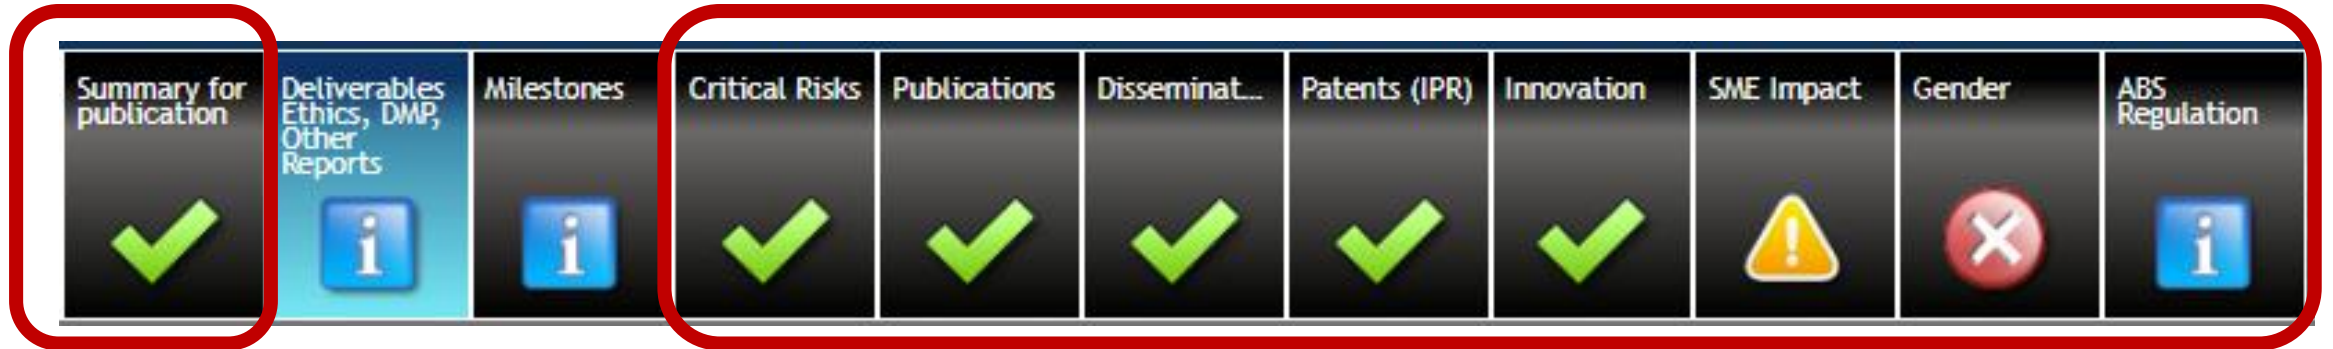 Summary for
publication
Deliverables
Ethics, DMP,
Other
Reports
Milestones
Critical Risks
Publications
Disseminat...
Patents (IPR)
Innovation
SME Impact
Gender
ABS
Regulation